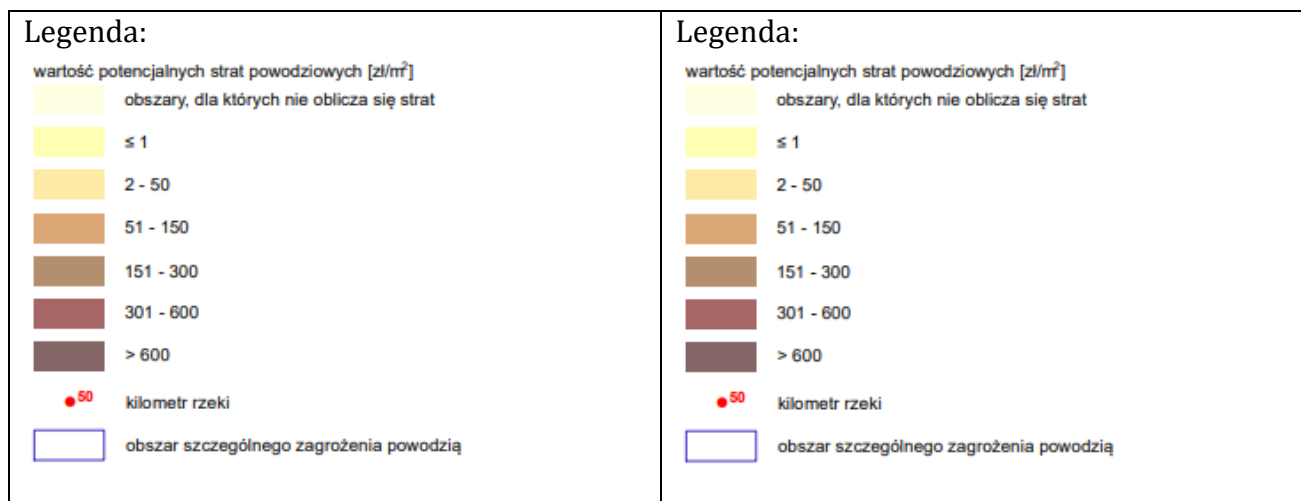 Legenda:
wartość potencjalnych strat powodziowych [zł/m²]
obszary, dla których nie oblicza się strat
≤ 1
2 - 50
51 - 150
151 - 300
301 - 600
> 600
50
kilometr rzeki
obszar szczególnego zagrożenia powodzią
Legenda:
wartość potencjalnych strat powodziowych [zł/m²]
obszary, dla których nie oblicza się strat
≤ 1
2 - 50
51 - 150
151 - 300
301 - 600
> 600
50
kilometr rzeki
obszar szczególnego zagrożenia powodzią